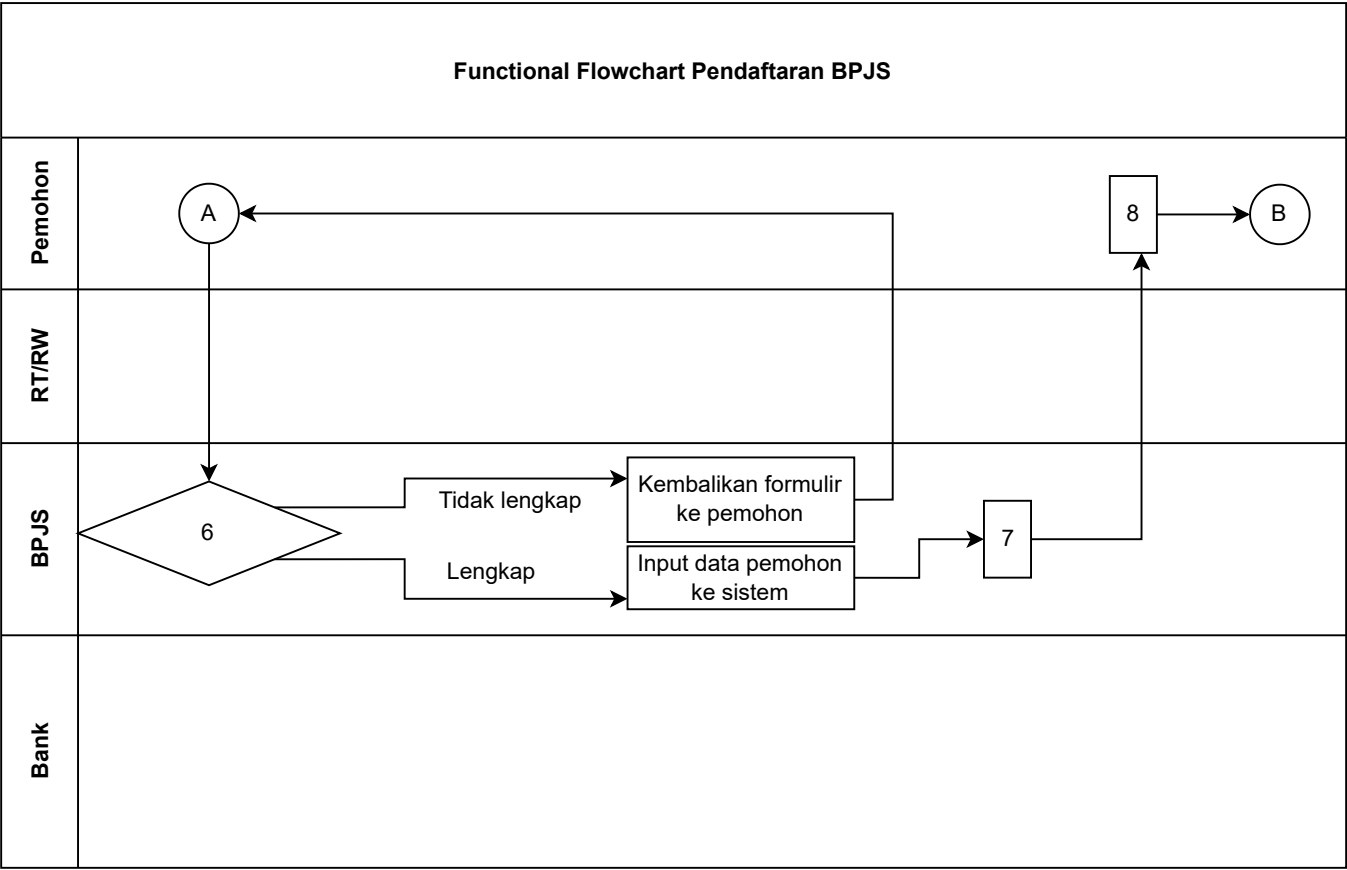 Functional Flowchart Pendaftaran BPJS
Pemohon
A
8
B
RT/RW
BPJS
6
Tidak lengkap
Lengkap
Kembalikan formulir
ke pemohon
Input data pemohon
ke sistem
7
Bank